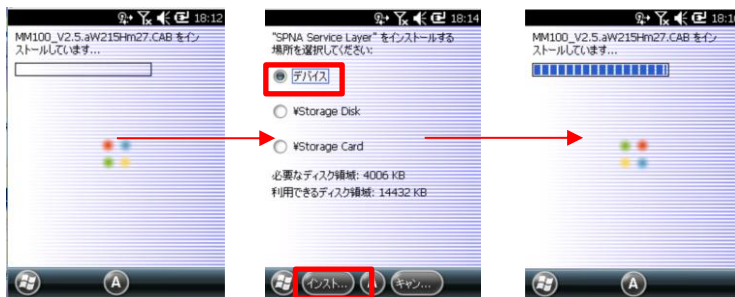 18:12
MM100_V2.5.aW215Hm27.CAB をイン
ストールしています...
A
18:14
"SPNA Service Layer" をインストールする
場所を選択してください:
デバイス
¥Storage Disk
¥Storage Card
必要なディスク領域: 4006 KB
利用できるディスク領域: 14432 KB
インスト...
A
キャン...
MM100_V2.5.aW215Hm27.CAB をイン
ストールしています...
A